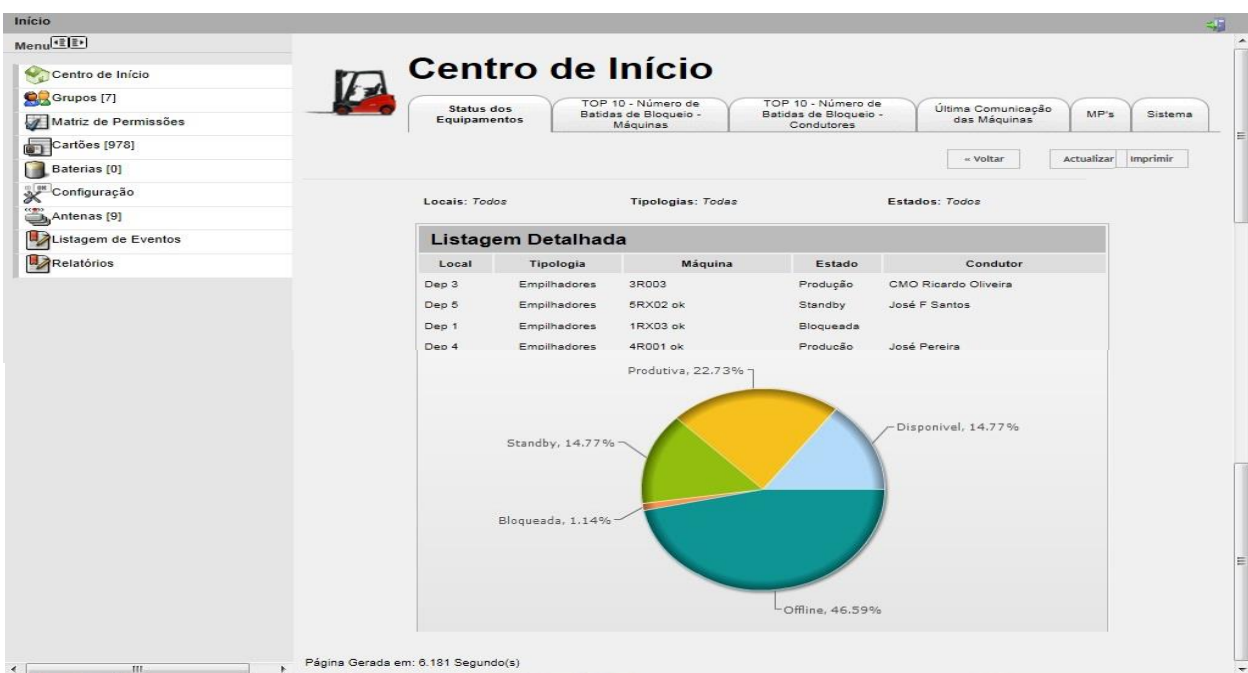 Início
Menu
Centro de Início
Grupos [7]
Matriz de Permissões
Cartões [978]
Baterias [0]
Configuração
Antenas [9]
Listagem de Eventos
Relatórios
Centro de Início
Status dos
Equipamentos
TOP 10 - Número de
Batidas de Bloqueio -
Máquinas
TOP 10 - Número de
Batidas de Bloqueio -
Condutores
Última Comunicação
das Máquinas
MP's
Sistema
« Voltar
Actualizar
Imprimir
Locais: Todos Tipologias: Todas Estados: Todos
Listagem Detalhada
Local Tipologia Máquina Estado Condutor
Dep 3 Empilhadores 3R003 Produção CMO Ricardo Oliveira
Dep 5 Empilhadores 5RX02 ok Standby José F Santos
Dep 1 Empilhadores 1RX03 ok Bloqueada
Dep 4 Empilhadores 4R001 ok Produção José Pereira
Produtiva, 22.73%
Disponivel, 14.77%
Standby, 14.77%
Bloqueada, 1.14%
Offline, 46.59%
Página Gerada em: 6.181 Segundo(s)